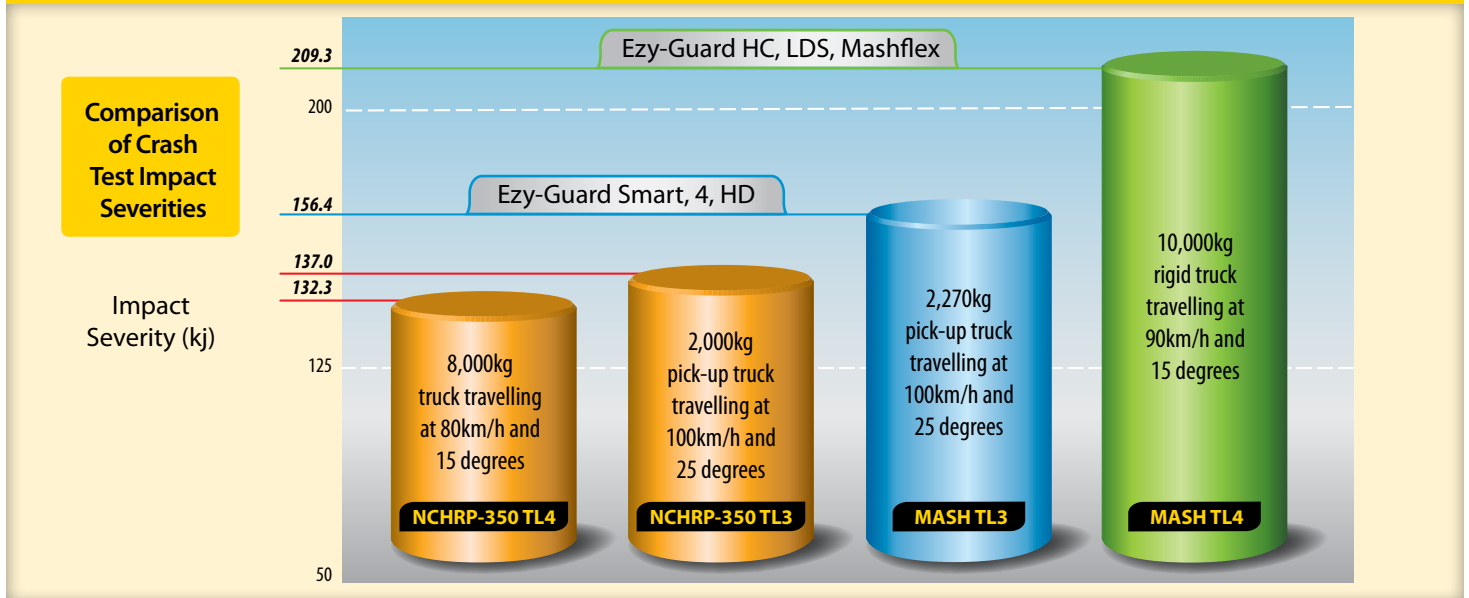 Ezy-Guard HC, LDS, Mashflex
209.3
200
Comparison
of Crash
Test Impact
Severities
Ezy-Guard Smart, 4, HD
156.4
137.0
132.3
Impact
Severity (kj)
125
50
8,000kg
truck travelling
at 80km/h and
15 degrees
NCHRP-350 TL4
2,000kg
pick-up truck
travelling at
100km/h and
25 degrees
NCHRP-350 TL3
2,270kg
pick-up truck
travelling at
100km/h and
25 degrees
MASH TL3
10,000kg
rigid truck
travelling at
90km/h and
15 degrees
MASH TL4